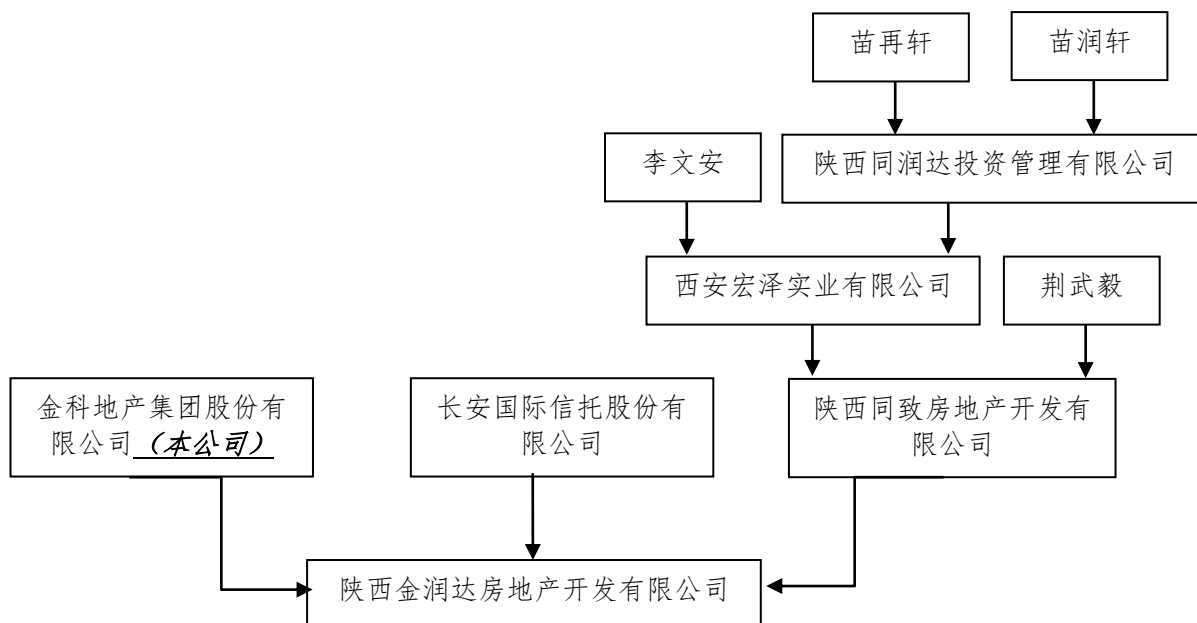 苗再轩
苗润轩
李文安
陕西同润达投资管理有限公司
西安宏泽实业有限公司
荆武毅
金科地产集团股份有
限公司（本公司）
长安国际信托股份有
限公司
陕西同致房地产开发有
限公司
陕西金润达房地产开发有限公司